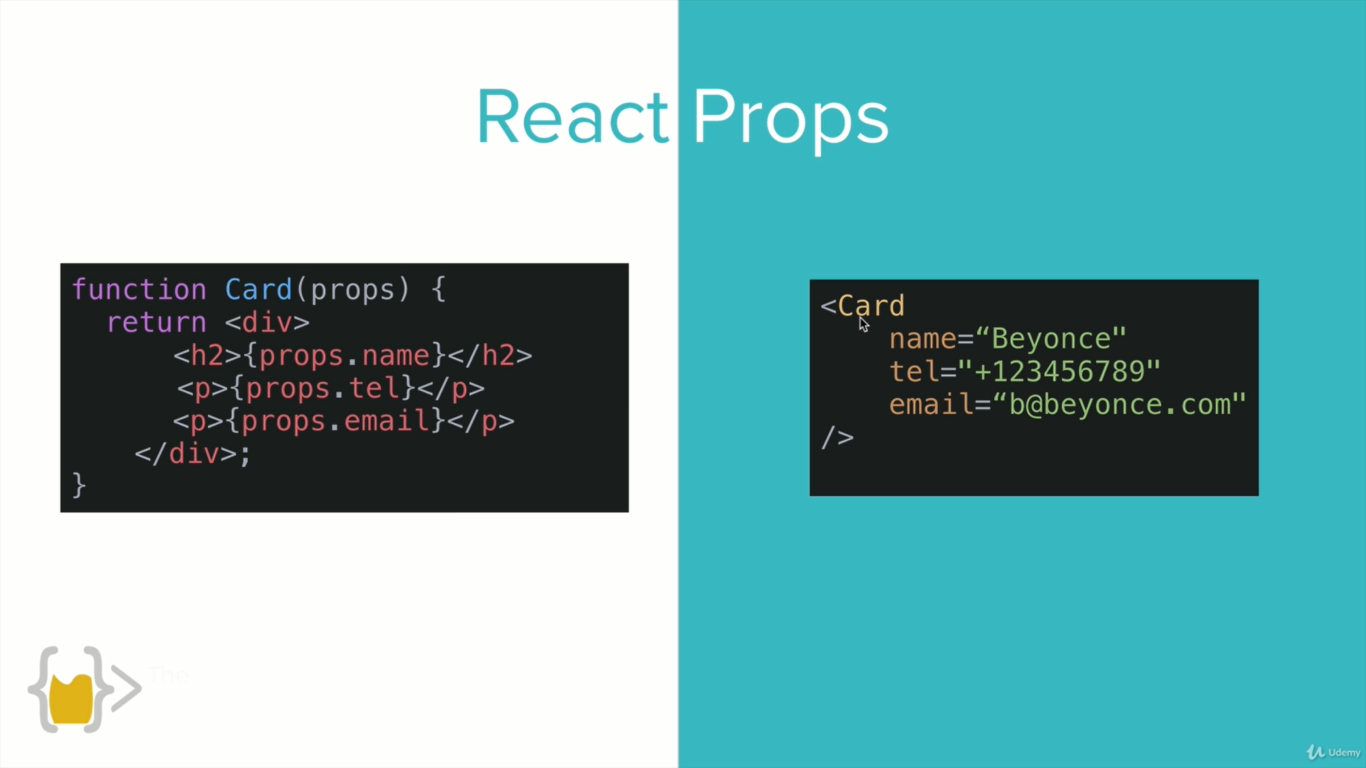 React Props
function Card(props) {
return <div>
<h2>{props.name}</h2>
<p>{props.tel}</p>
<p>{props.email}</p>
</div>;
}
<Card
name=“Beyonce"
tel="+123456789"
email=“b@beyonce.com"
/>
The
Udemy